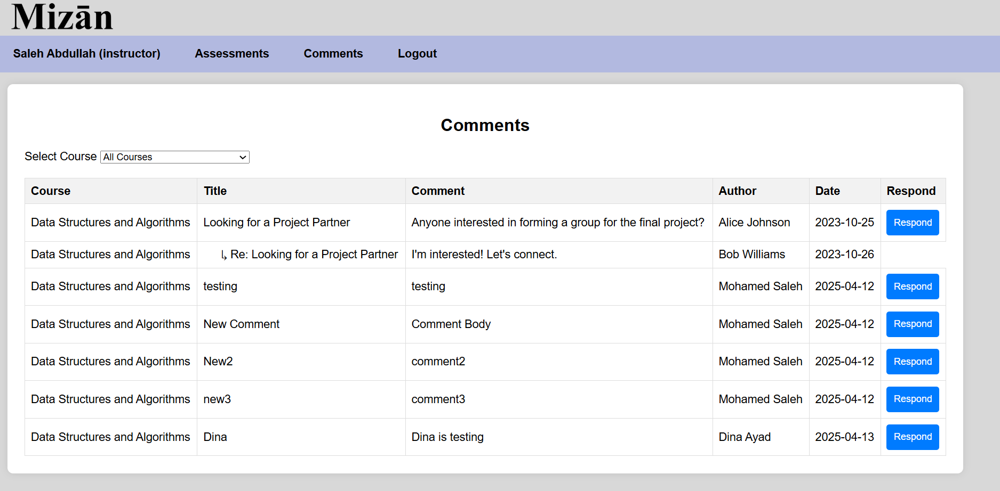 Mizān
Saleh Abdullah (instructor) Assessments Comments Logout
Comments
Select Course All Courses
Course Title Comment Author Date Respond
Data Structures and Algorithms Looking for a Project Partner Anyone interested in forming a group for the final project? Alice Johnson 2023-10-25 Respond
Data Structures and Algorithms ↳ Re: Looking for a Project Partner I'm interested! Let's connect. Bob Williams 2023-10-26
Data Structures and Algorithms testing testing Mohamed Saleh 2025-04-12 Respond
Data Structures and Algorithms New Comment Comment Body Mohamed Saleh 2025-04-12 Respond
Data Structures and Algorithms New2 comment2 Mohamed Saleh 2025-04-12 Respond
Data Structures and Algorithms new3 comment3 Mohamed Saleh 2025-04-12 Respond
Data Structures and Algorithms Dina Dina is testing Dina Ayad 2025-04-13 Respond